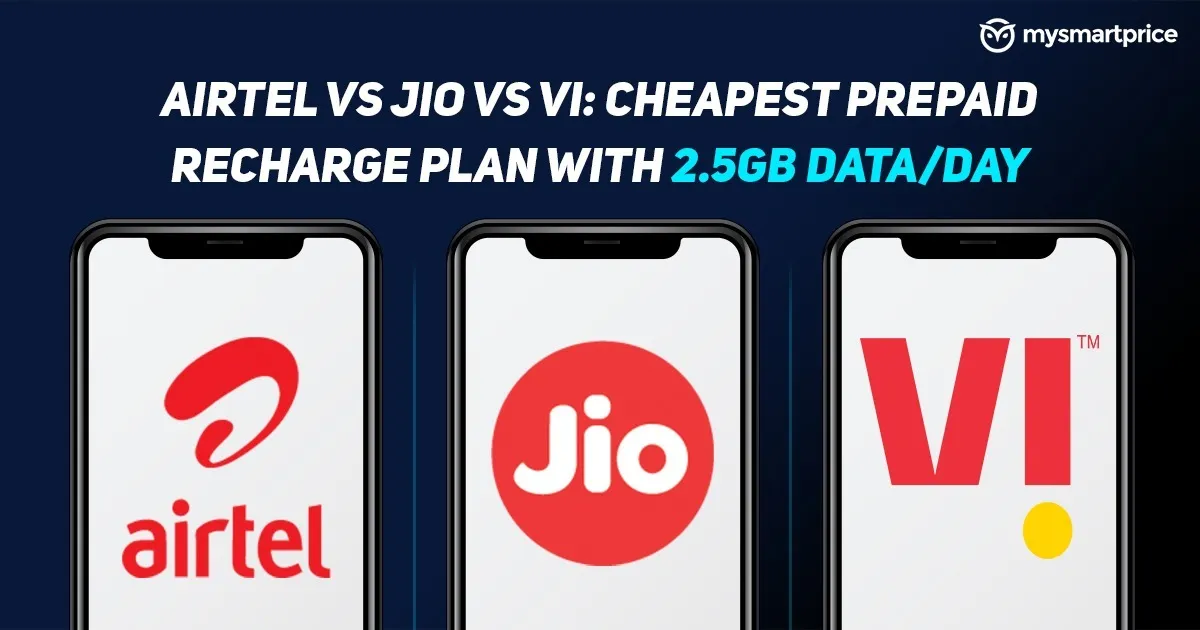 mysmartprice
AIRTEL VS JIO VS VI: CHEAPEST PREPAID
RECHARGE PLAN WITH 2.5GB DATA/DAY
airtel
Jio
VI TM